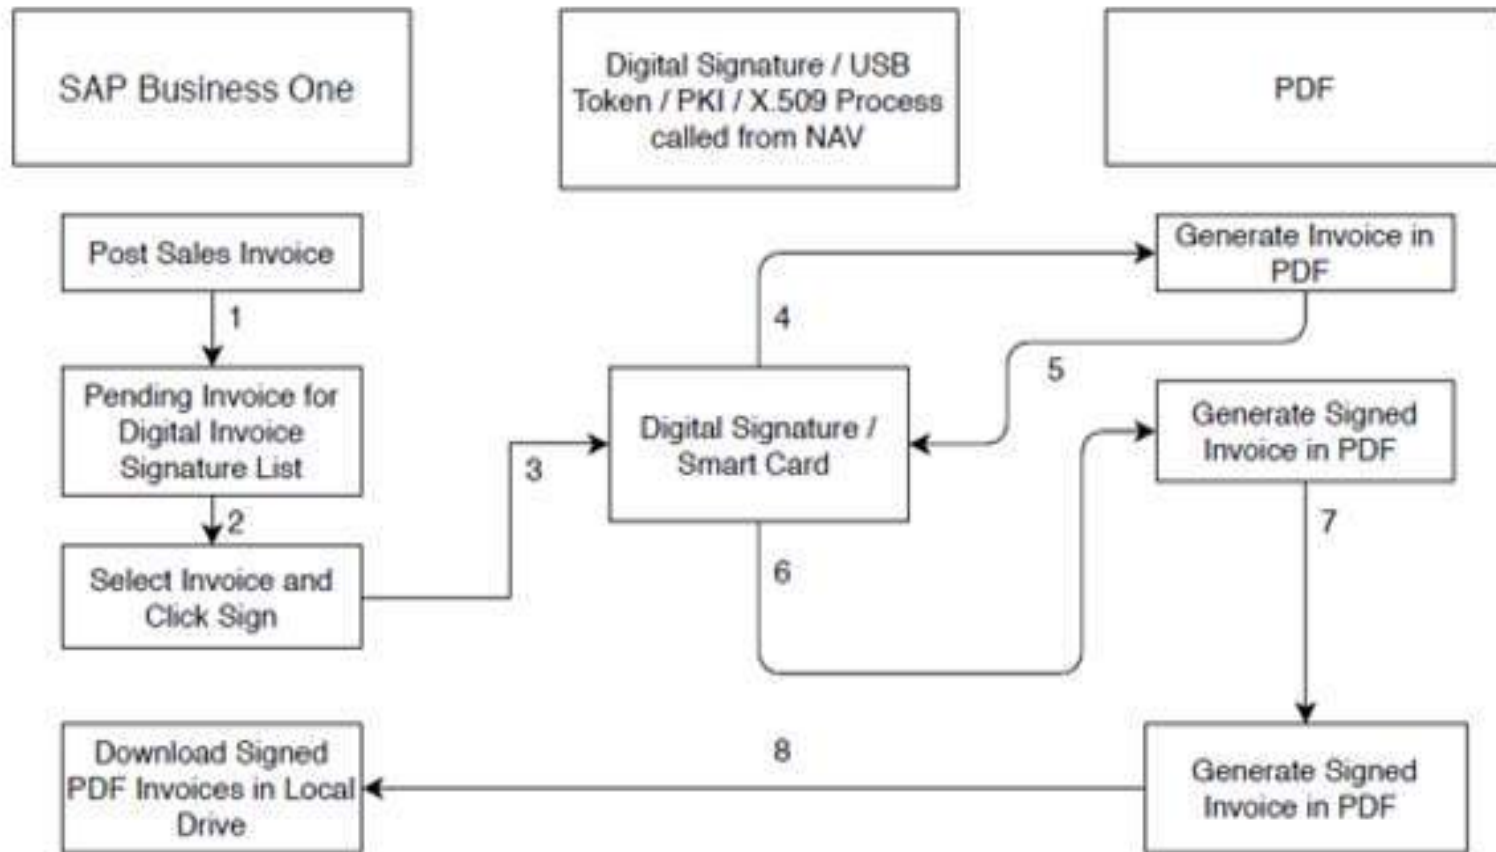 SAP Business One
Digital Signature / USB
Token / PKI / X.509 Process
called from NAV
PDF
Post Sales Invoice
1
Pending Invoice for
Digital Invoice
Signature List
2
Select Invoice and
Click Sign
3
Digital Signature /
Smart Card
4
Generate Invoice in
PDF
5
6
Generate Signed
Invoice in PDF
7
Generate Signed
Invoice in PDF
8
Download Signed
PDF Invoices in Local
Drive